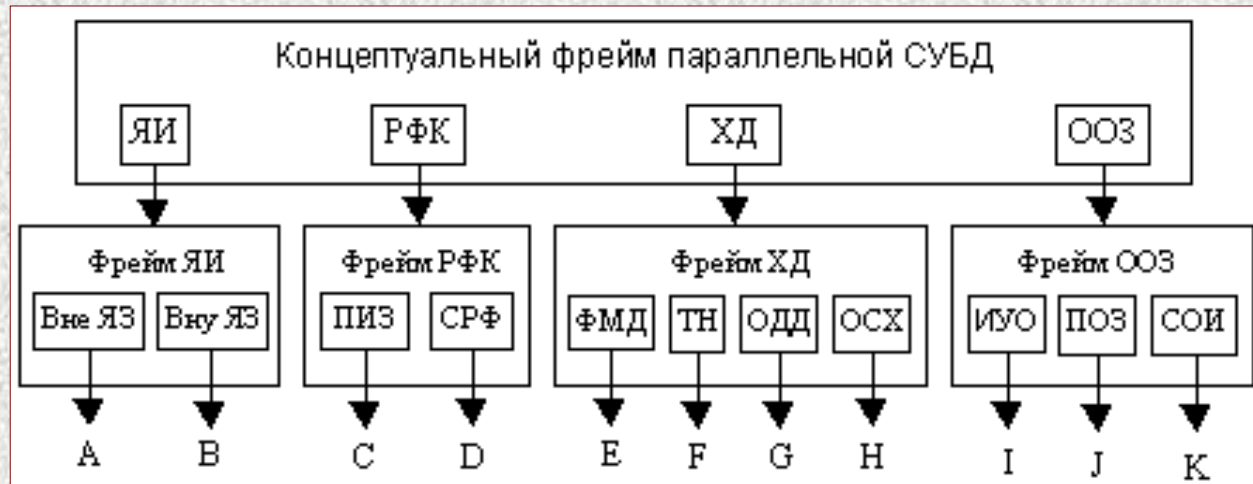 Концептуальный фрейм параллельной СУБД
ЯИ РФК ХД ООЗ
Фрейм ЯИ Фрейм РФК Фрейм ХД Фрейм ООЗ
Вне ЯЗ Вну ЯЗ ПИЗ СРФ ФМД ТН ОДД ОСХ ИУО ПОЗ СОИ
A B C D E F G H I J K